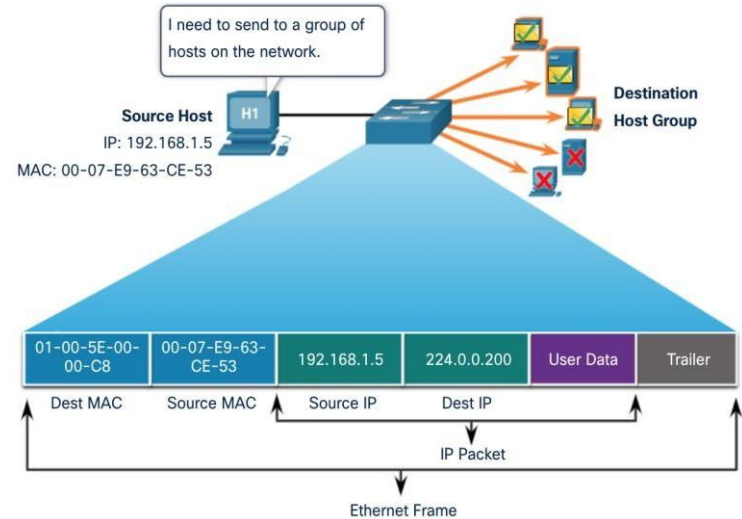 I need to send to a group of
hosts on the network.
Source Host
IP: 192.168.1.5
MAC: 00-07-E9-63-CE-53
H1
Destination
Host Group
01-00-5E-00-
00-C8
00-07-E9-63-
CE-53
192.168.1.5
224.0.0.200
User Data
Trailer
Dest MAC
Source MAC
Source IP
Dest IP
IP Packet
Ethernet Frame